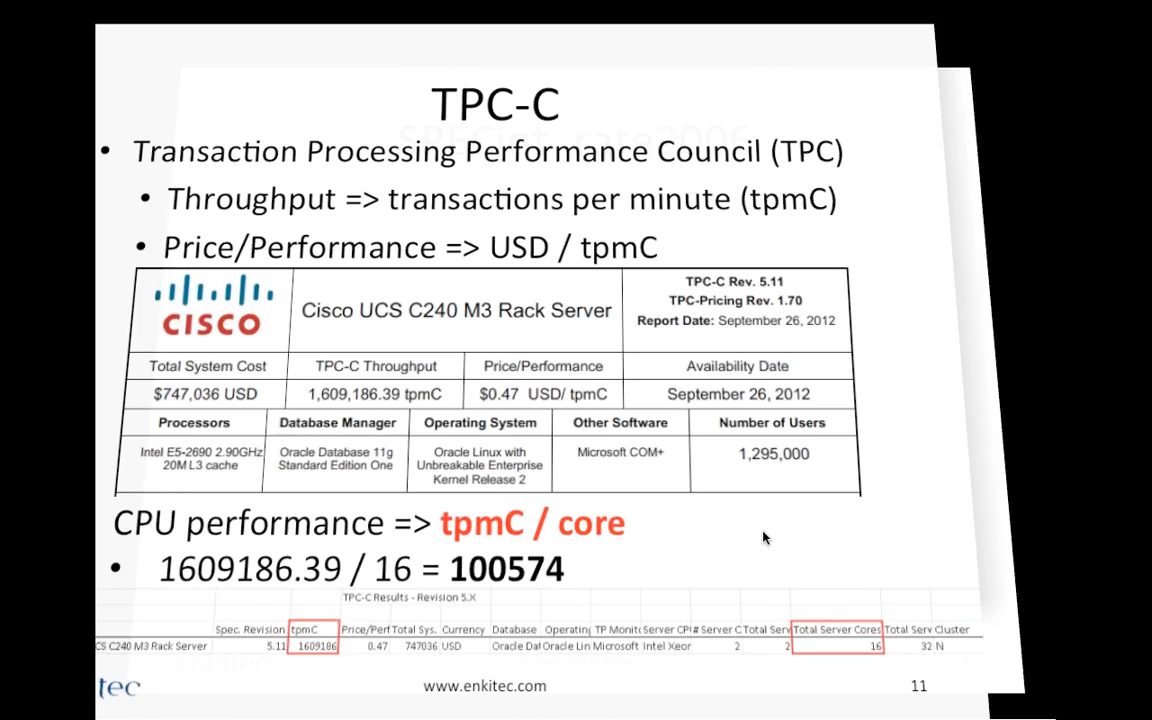 TPC-C
SPECint_rate2006
• Transaction Processing Performance Council (TPC)
• Throughput => transactions per minute (tpmC)
• Price/Performance => USD / tpmC
CISCO
Cisco UCS C240 M3 Rack Server
TPC-C Rev. 5.11
TPC-Pricing Rev. 1.70
Report Date: September 26, 2012
Total System Cost TPC-C Throughput Price/Performance Availability Date
$747,036 USD 1,609,186.39 tpmC $0.47 USD/ tpmC September 26, 2012
Processors Database Manager Operating System Other Software Number of Users
Intel E5-2690 2.90GHz Oracle Database 11g Oracle Linux with Microsoft COM+ 1,295,000
20M L3 cache Standard Edition One Unbreakable Enterprise
Kernel Release 2
CPU performance => tpmC / core
• 1609186.39 / 16 = 100574
TPC-C Results - Revision 5.X
Spec. Revision tpmC Price/Perf Total Sys. Currency Database Operatin TP Monit Server CPI # Server C Total Serv Total Server Cores Total Serv Cluster
CS C240 M3 Rack Server 5.11 1609186 0.47 747036 USD Oracle Dat Oracle Lin Microsoft Intel Xeor 2 2 16 32 N
tec www.enkitec.com 11